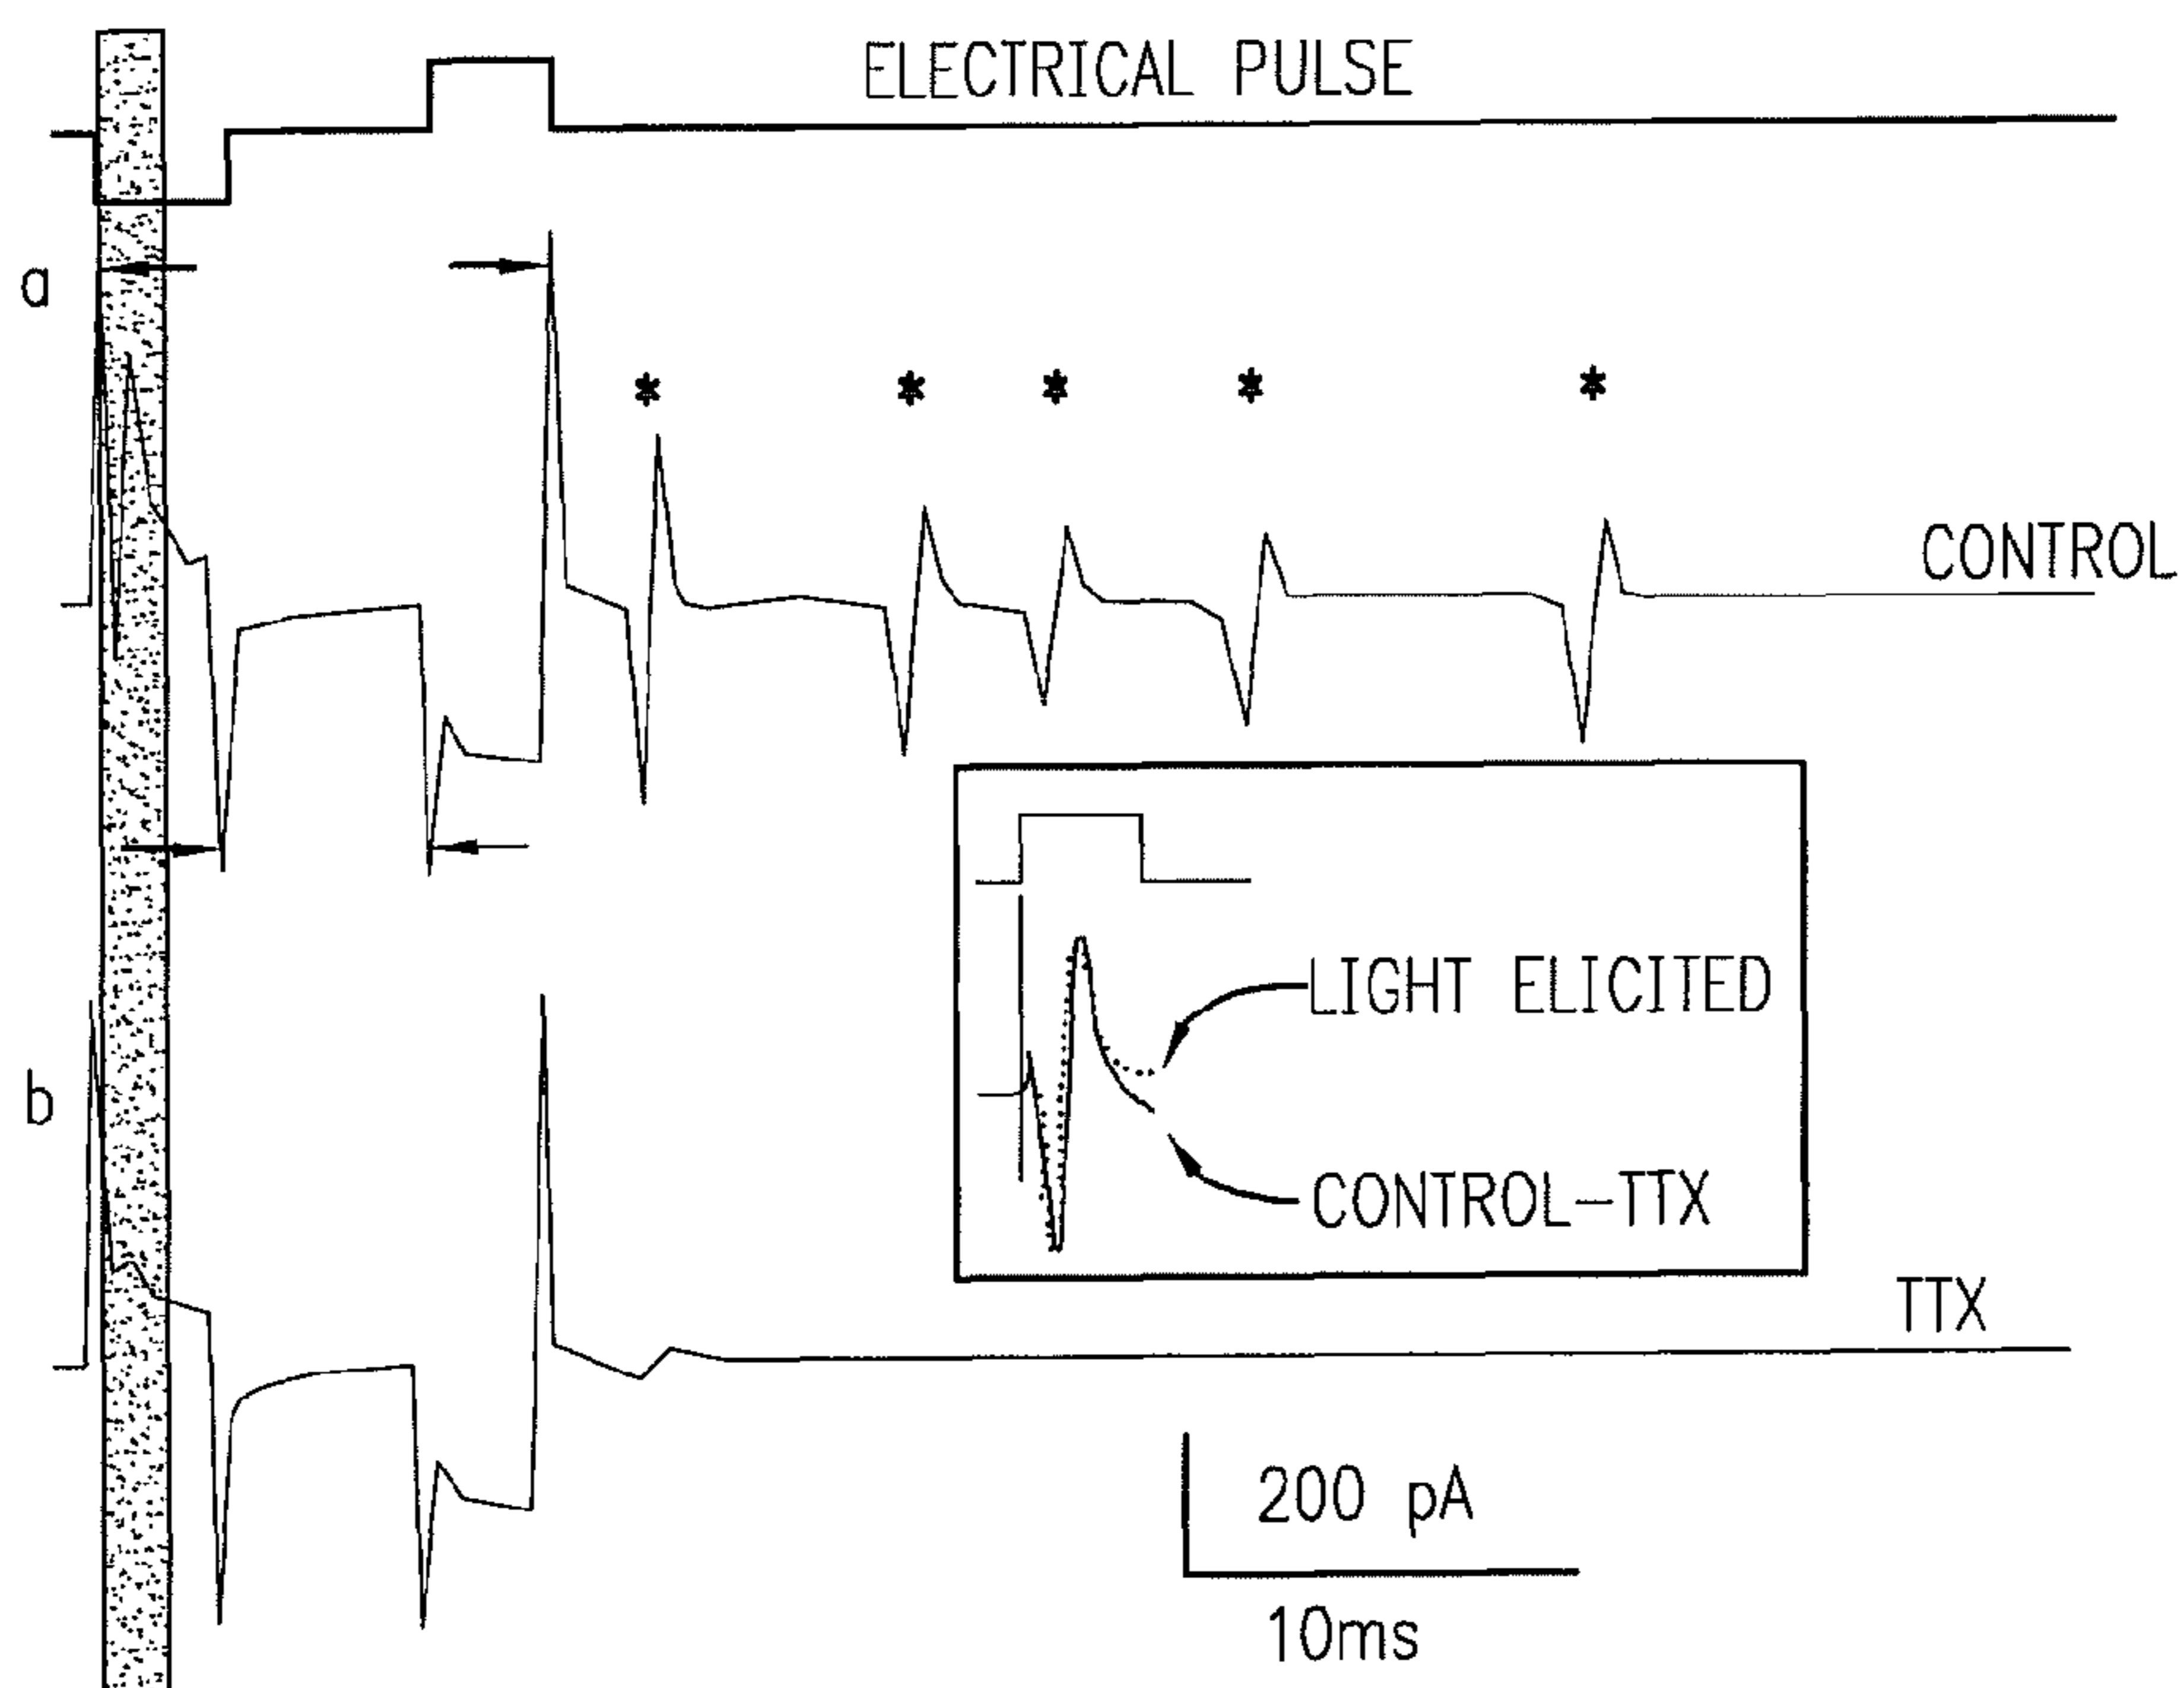 ELECTRICAL PULSE
a
* * * * *
CONTROL
LIGHT ELICITED
b
CONTROL-TTX
TTX
200 pA
10ms